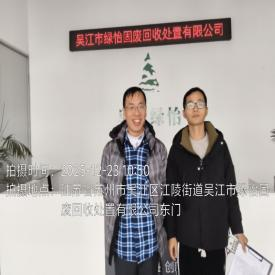 吴江市绿怡固废回收处置有限公司
绿怡
拍摄时间：2023-12-23 10:50
拍摄地点：江苏省苏州市吴江区江陵街道吴江市绿怡固
废回收处置有限公司东门